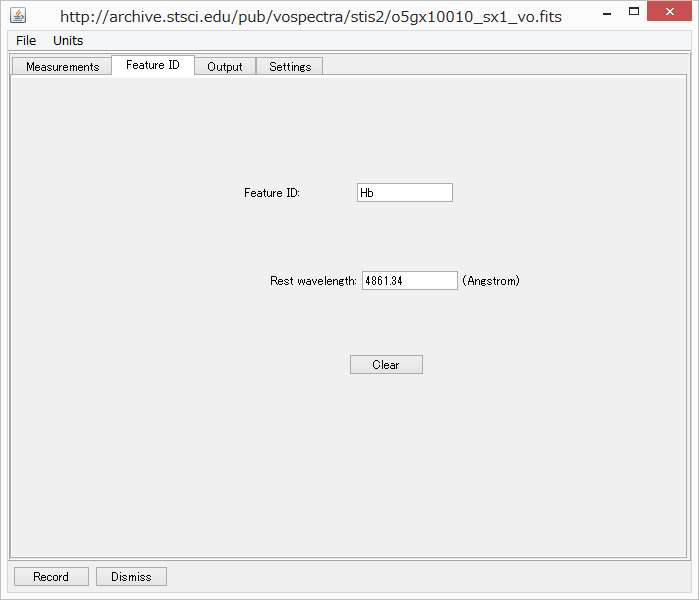 http://archive.stsci.edu/pub/vospectra/stis2/o5gx10010_sx1_vo.fits
File Units
Measurements Feature ID Output Settings
Feature ID: Hb
Rest wavelength: 4861.34 (Angstrom)
Clear
Record Dismiss